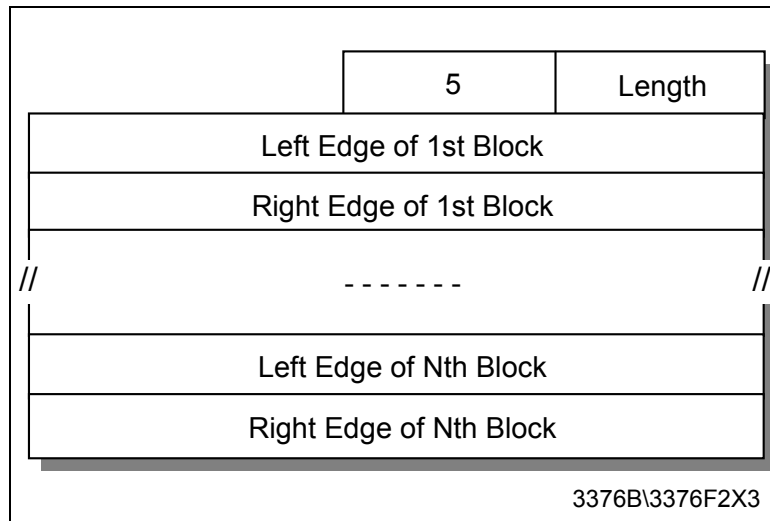 5 Length
Left Edge of 1st Block
Right Edge of 1st Block
// - - - - - - - //
Left Edge of Nth Block
Right Edge of Nth Block
3376B\3376F2X3